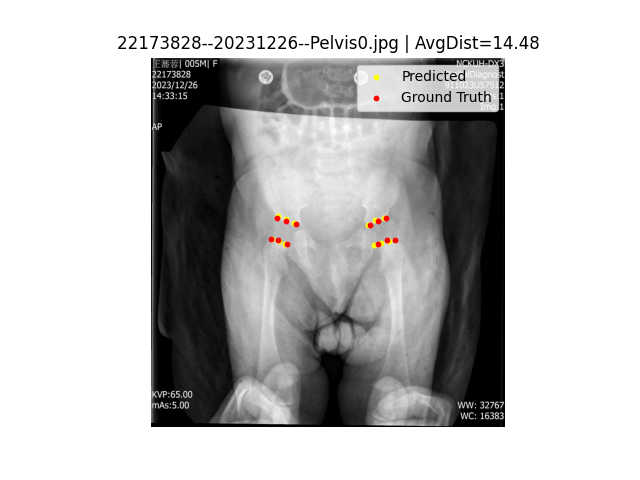 22173828--20231226--Pelvis0.jpg | AvgDist=14.48
| 005M| F
22173828
2023/12/26
14:33:15
AP
NCKUH-DX3
Predicted
Ground Truth
KVP:65.00
mAs:5.00
WW: 32767
WC: 16383